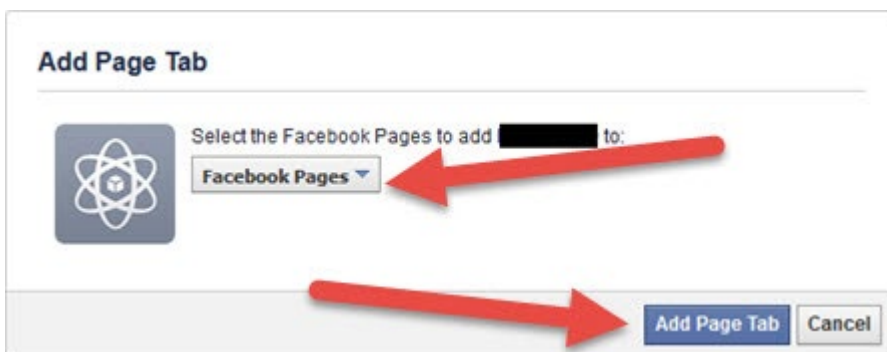 Add Page Tab
Select the Facebook Pages to add to:
Facebook Pages
Add Page Tab
Cancel